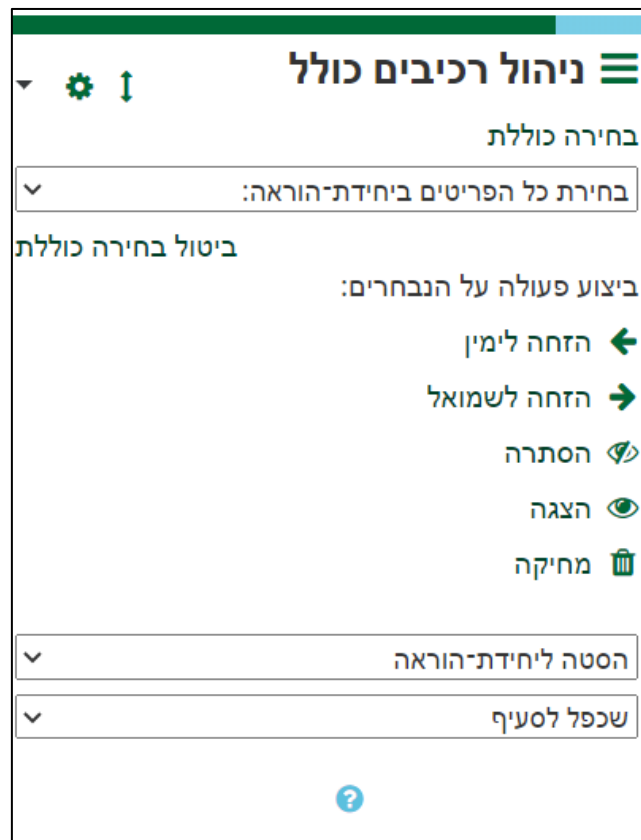 ניהול רכיבים כולל
בחירה כוללת
בחירת כל הפריטים ביחידת־הוראה:
ביטול בחירה כוללת
ביצוע פעולה על הנבחרים:
הזחה לימין
הזחה לשמואל
הסתרה
הצגה
מחיקה
הסטה ליחידת־הוראה
שכפל לסעיף